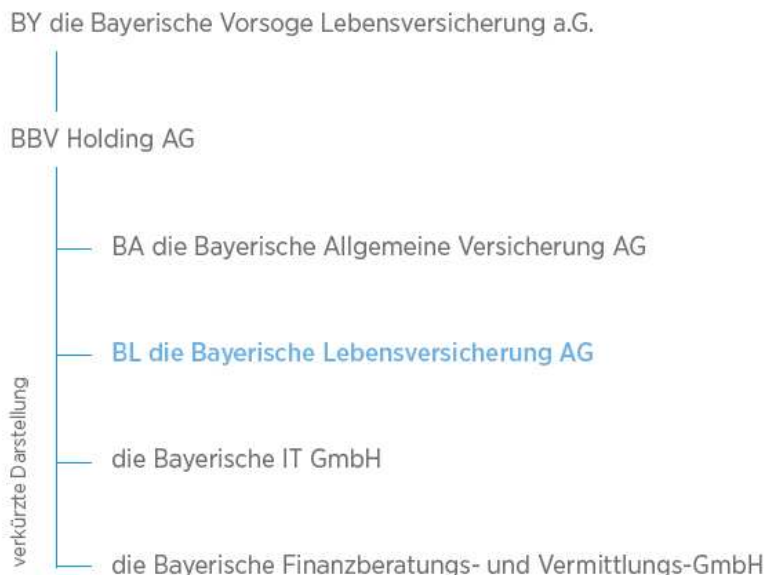 BY die Bayerische Vorsoge Lebensversicherung a.G.
BBV Holding AG
BA die Bayerische Allgemeine Versicherung AG
BL die Bayerische Lebensversicherung AG
die Bayerische IT GmbH
die Bayerische Finanzberatungs- und Vermittlungs-GmbH
verkürzte Darstellung